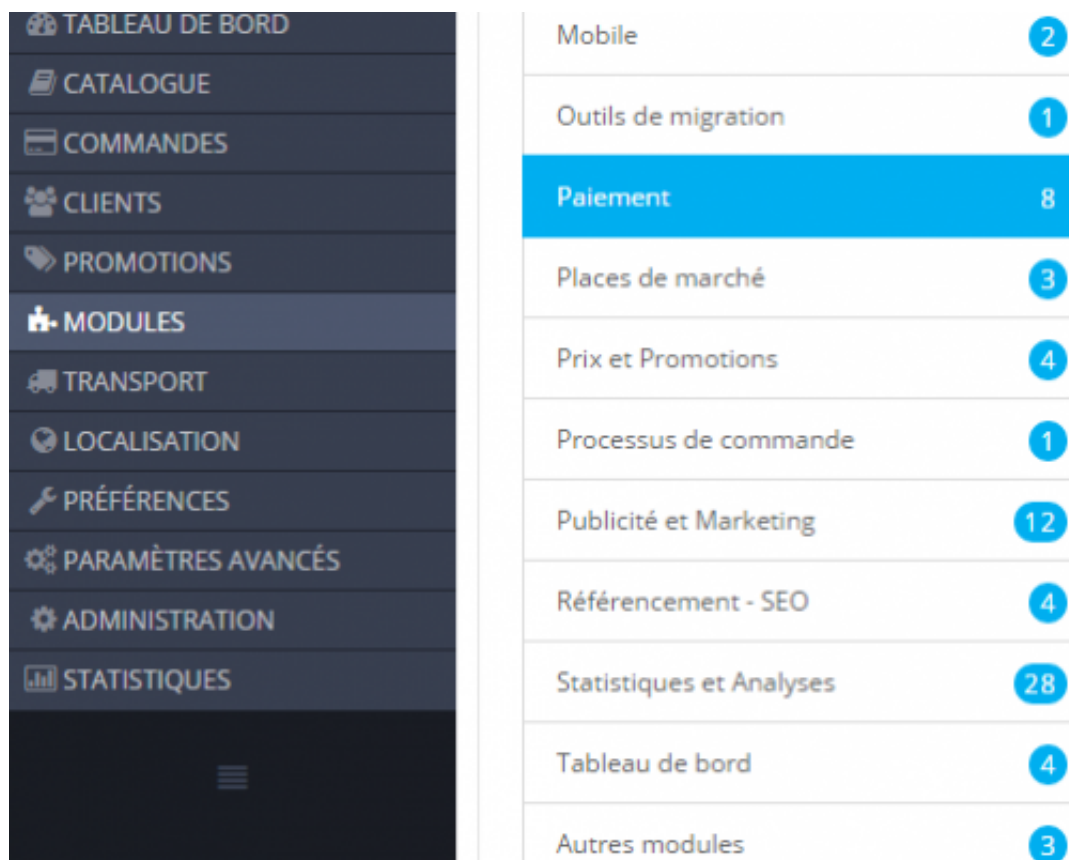 TABLEAU DE BORD
CATALOGUE
COMMANDES
CLIENTS
PROMOTIONS
MODULES
TRANSPORT
LOCALISATION
PRÉFÉRENCES
PARAMÈTRES AVANCÉS
ADMINISTRATION
STATISTIQUES
Mobile 2
Outils de migration 1
Paiement 8
Places de marché 3
Prix et Promotions 4
Processus de commande 1
Publicité et Marketing 12
Référencement - SEO 4
Statistiques et Analyses 28
Tableau de bord 4
Autres modules 3